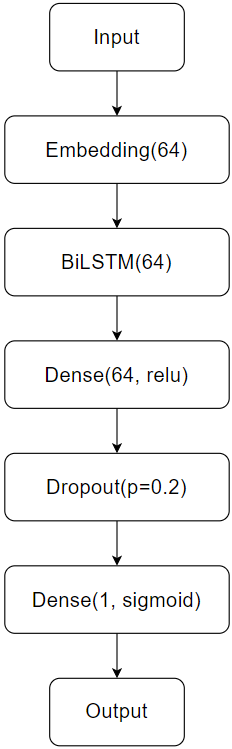 Input
Embedding(64)
BiLSTM(64)
Dense(64, relu)
Dropout(p=0.2)
Dense(1, sigmoid)
Output